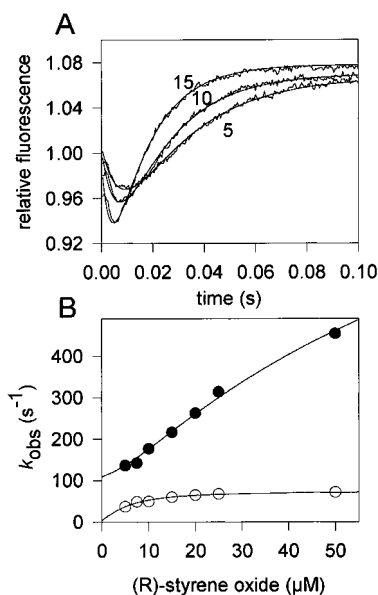 A
relative fluorescence
1.08
1.04
1.00
0.96
0.92
15
10
5
0.00 0.02 0.04 0.06 0.08 0.10
time (s)
B
kobs (s⁻¹)
400
300
200
100
0
0 10 20 30 40 50
(R)-styrene oxide (µM)